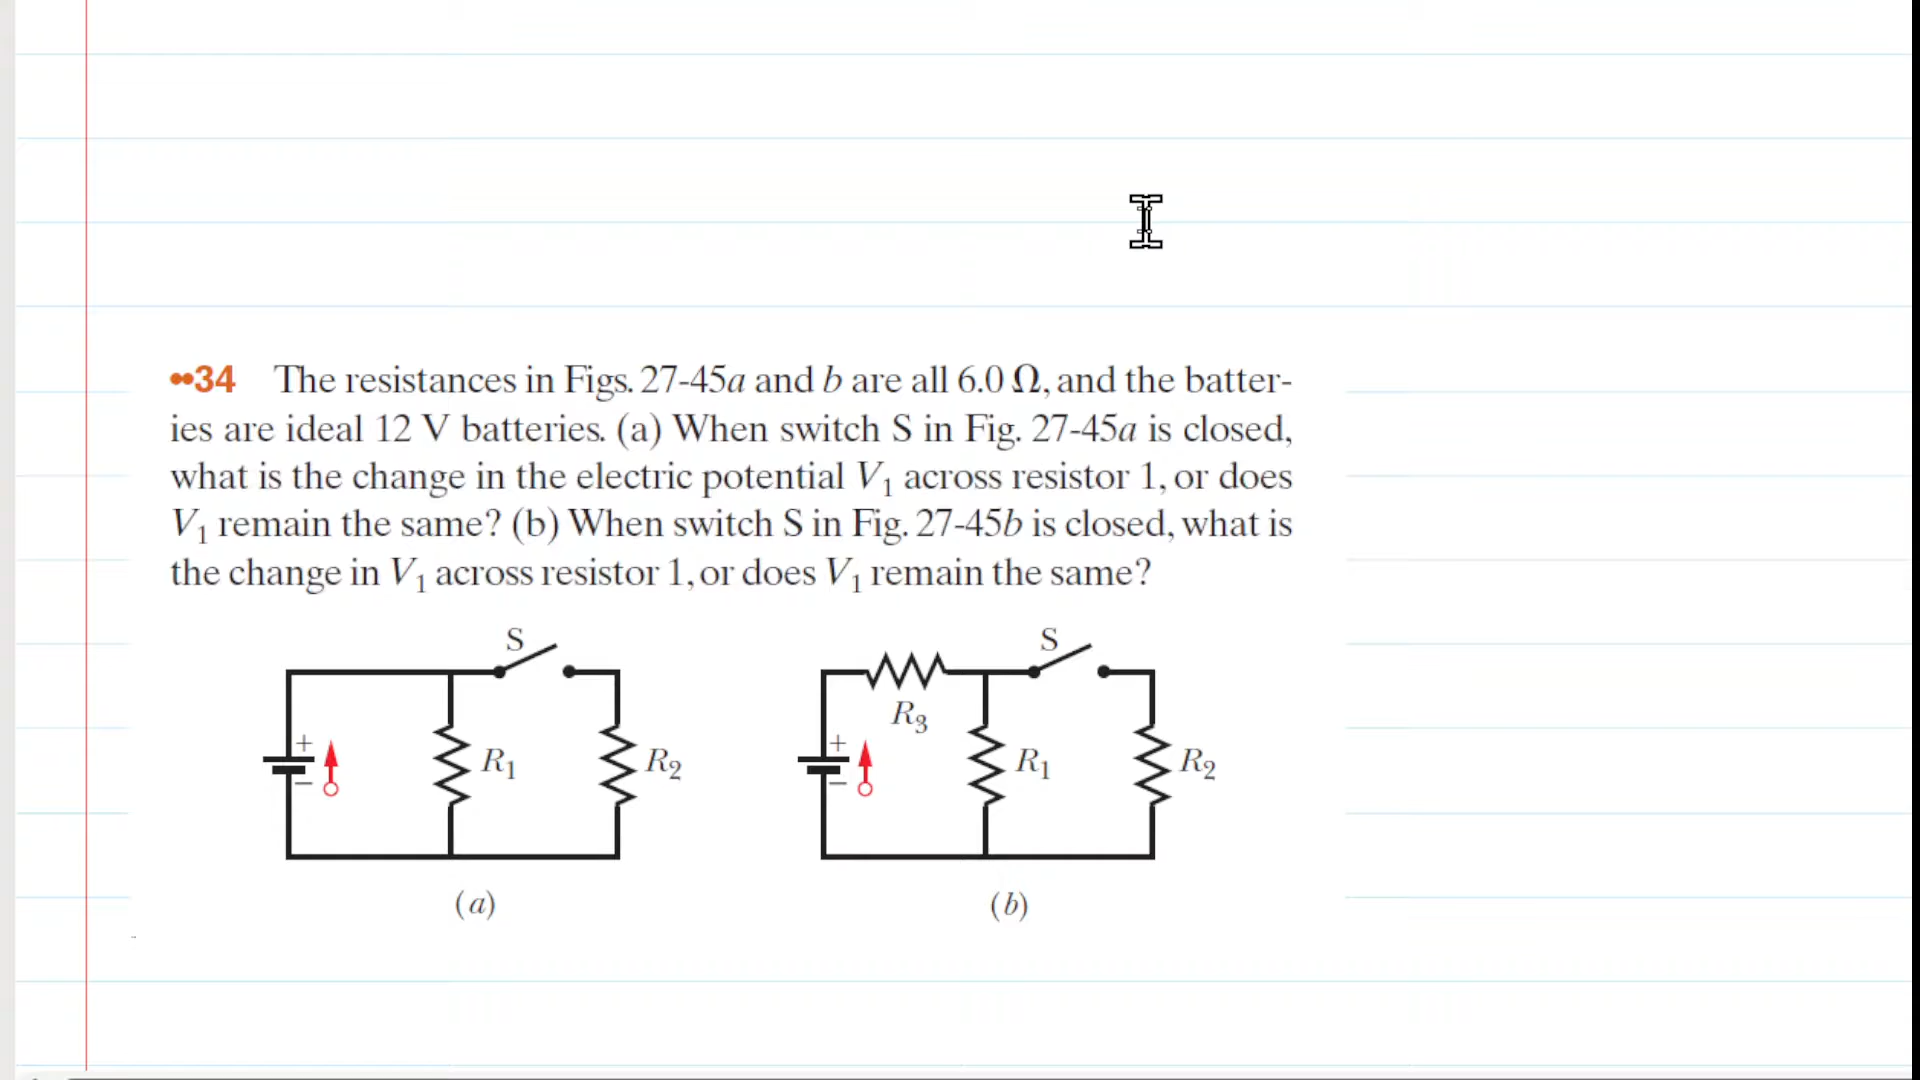 ••34 The resistances in Figs. 27-45a and b are all 6.0 Ω, and the batter-
ies are ideal 12 V batteries. (a) When switch S in Fig. 27-45a is closed,
what is the change in the electric potential V₁ across resistor 1, or does
V₁ remain the same? (b) When switch S in Fig. 27-45b is closed, what is
the change in V₁ across resistor 1, or does V₁ remain the same?
S
+
−
R₁
R₂
(a)
S
R₃
+
−
R₁
R₂
(b)